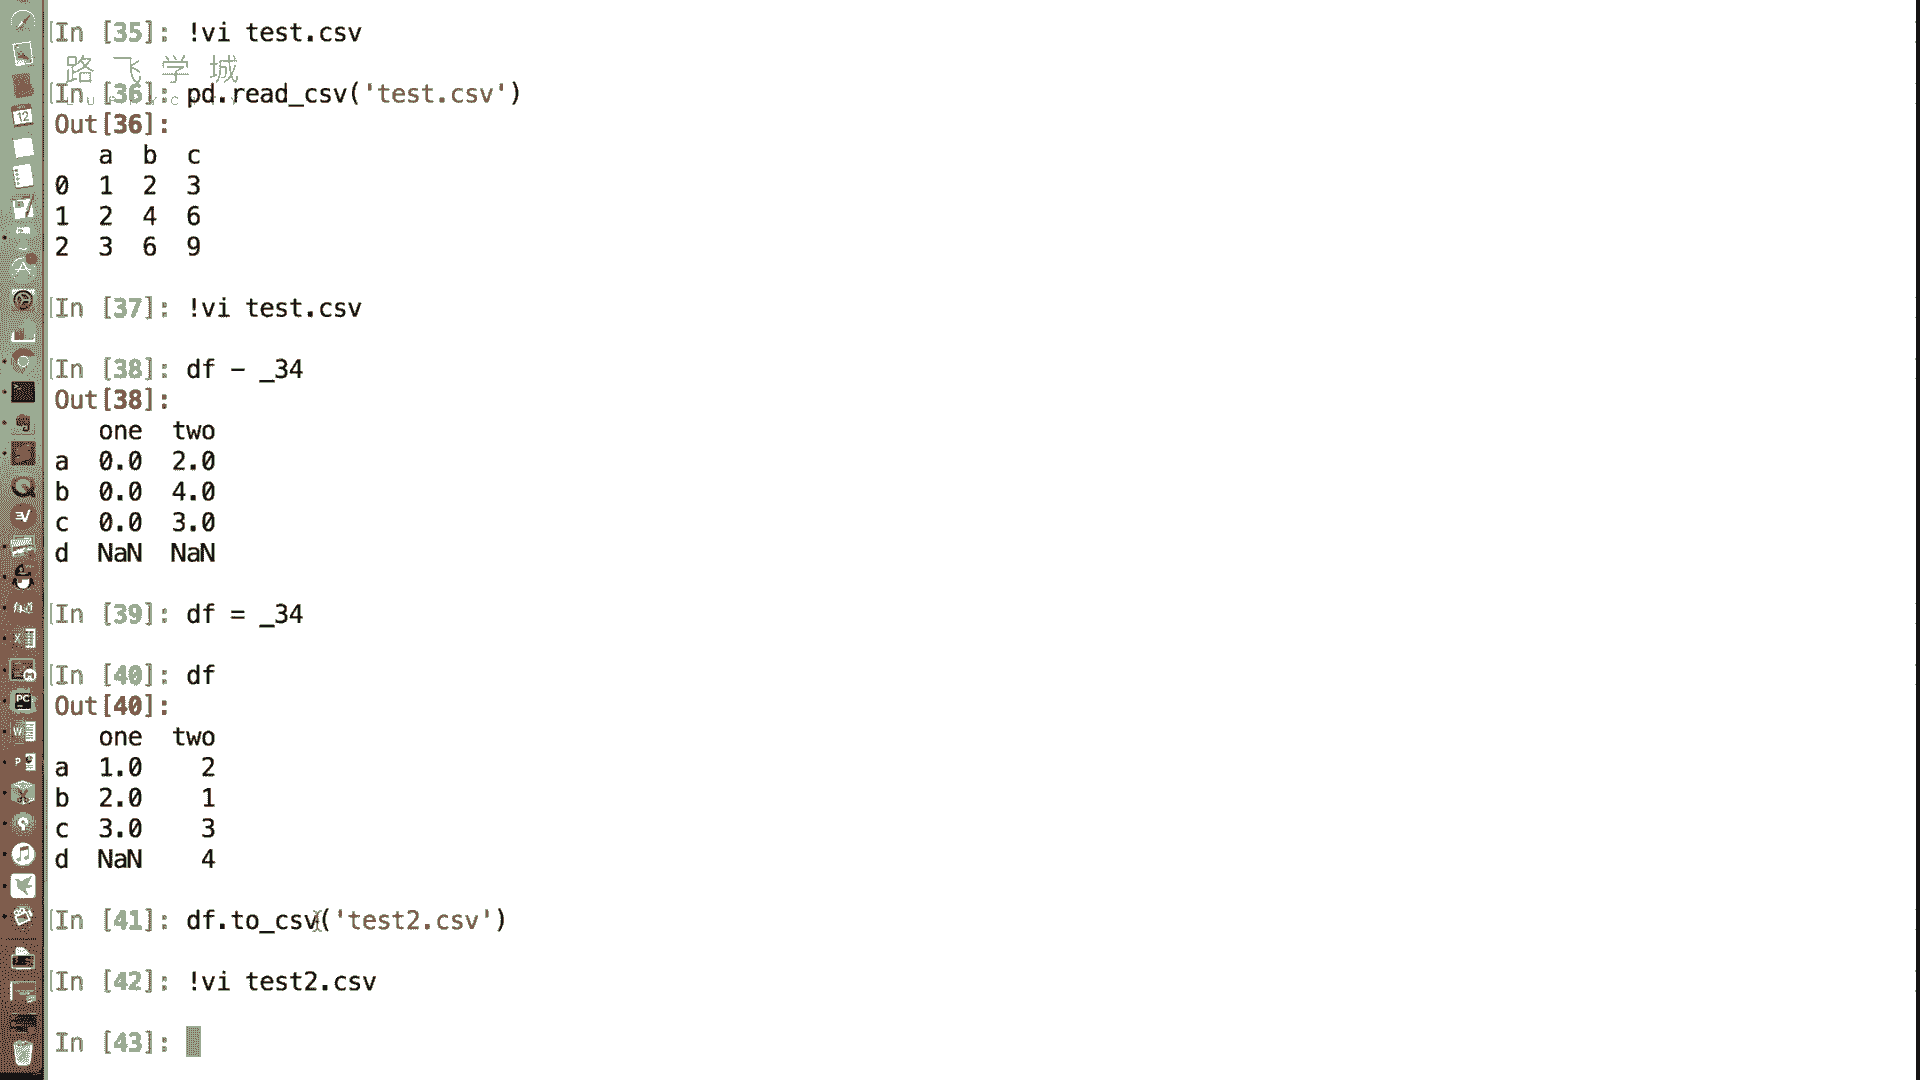 In [35]: !vi test.csv
路飞学城
In [36]: pd.read_csv('test.csv')
Out[36]:
   a  b  c
0  1  2  3
1  2  4  6
2  3  6  9
In [37]: !vi test.csv
In [38]: df - _34
Out[38]:
   one  two
a  0.0  2.0
b  0.0  4.0
c  0.0  3.0
d  NaN  NaN
In [39]: df = _34
In [40]: df
Out[40]:
   one  two
a  1.0    2
b  2.0    1
c  3.0    3
d  NaN    4
In [41]: df.to_csv('test2.csv')
In [42]: !vi test2.csv
In [43]: